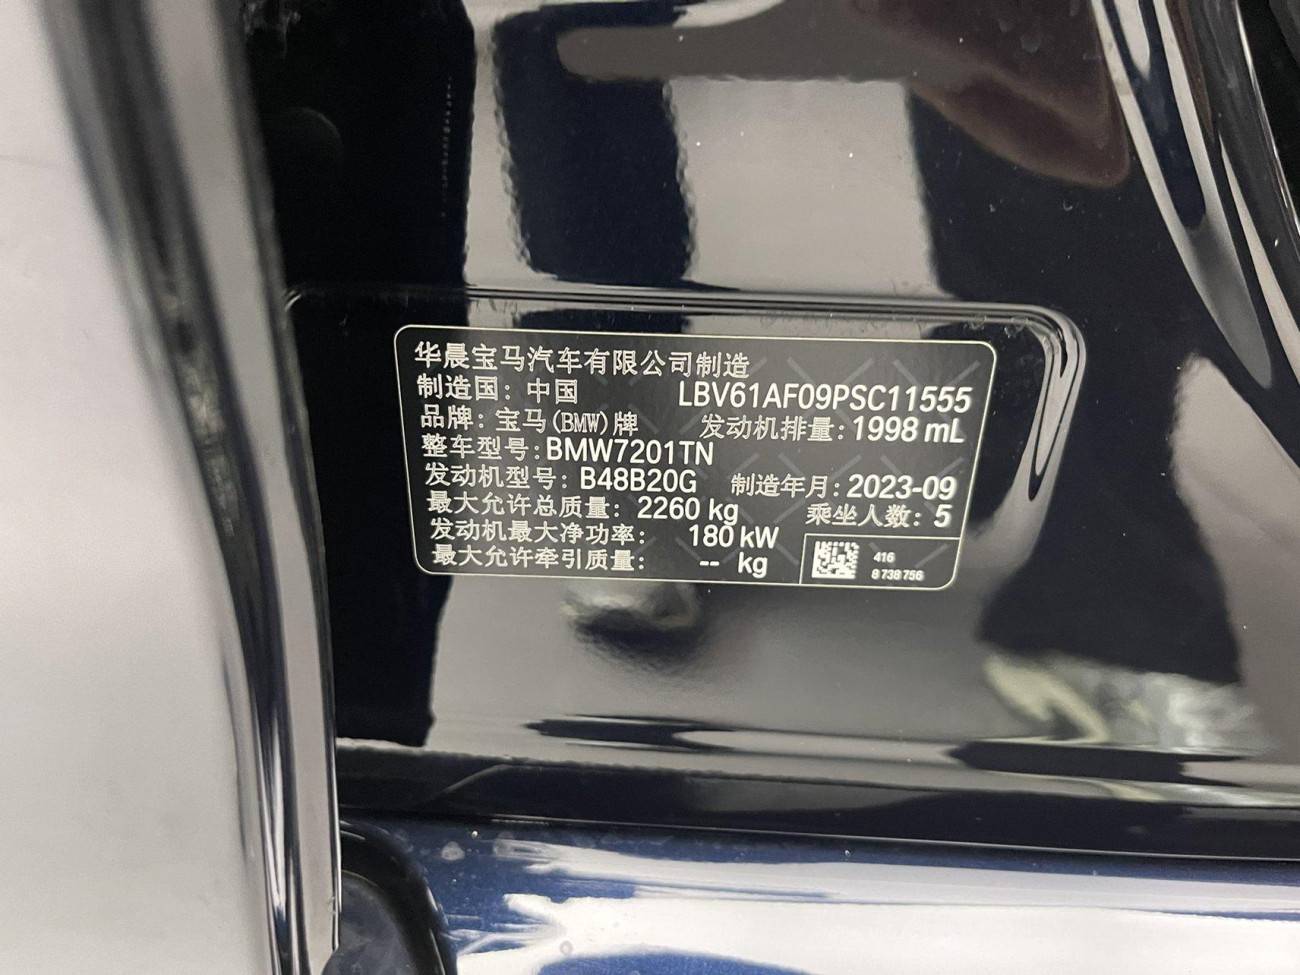 华晨宝马汽车有限公司制造
制造国：中国 LBV61AF09PSC11555
品牌：宝马(BMW)牌 发动机排量：1998 mL
整车型号：BMW7201TN
发动机型号：B48B20G 制造年月：2023-09
最大允许总质量：2260 kg 乘坐人数：5
发动机最大净功率：180 kW
最大允许牵引质量：-- kg
416
8 738 756